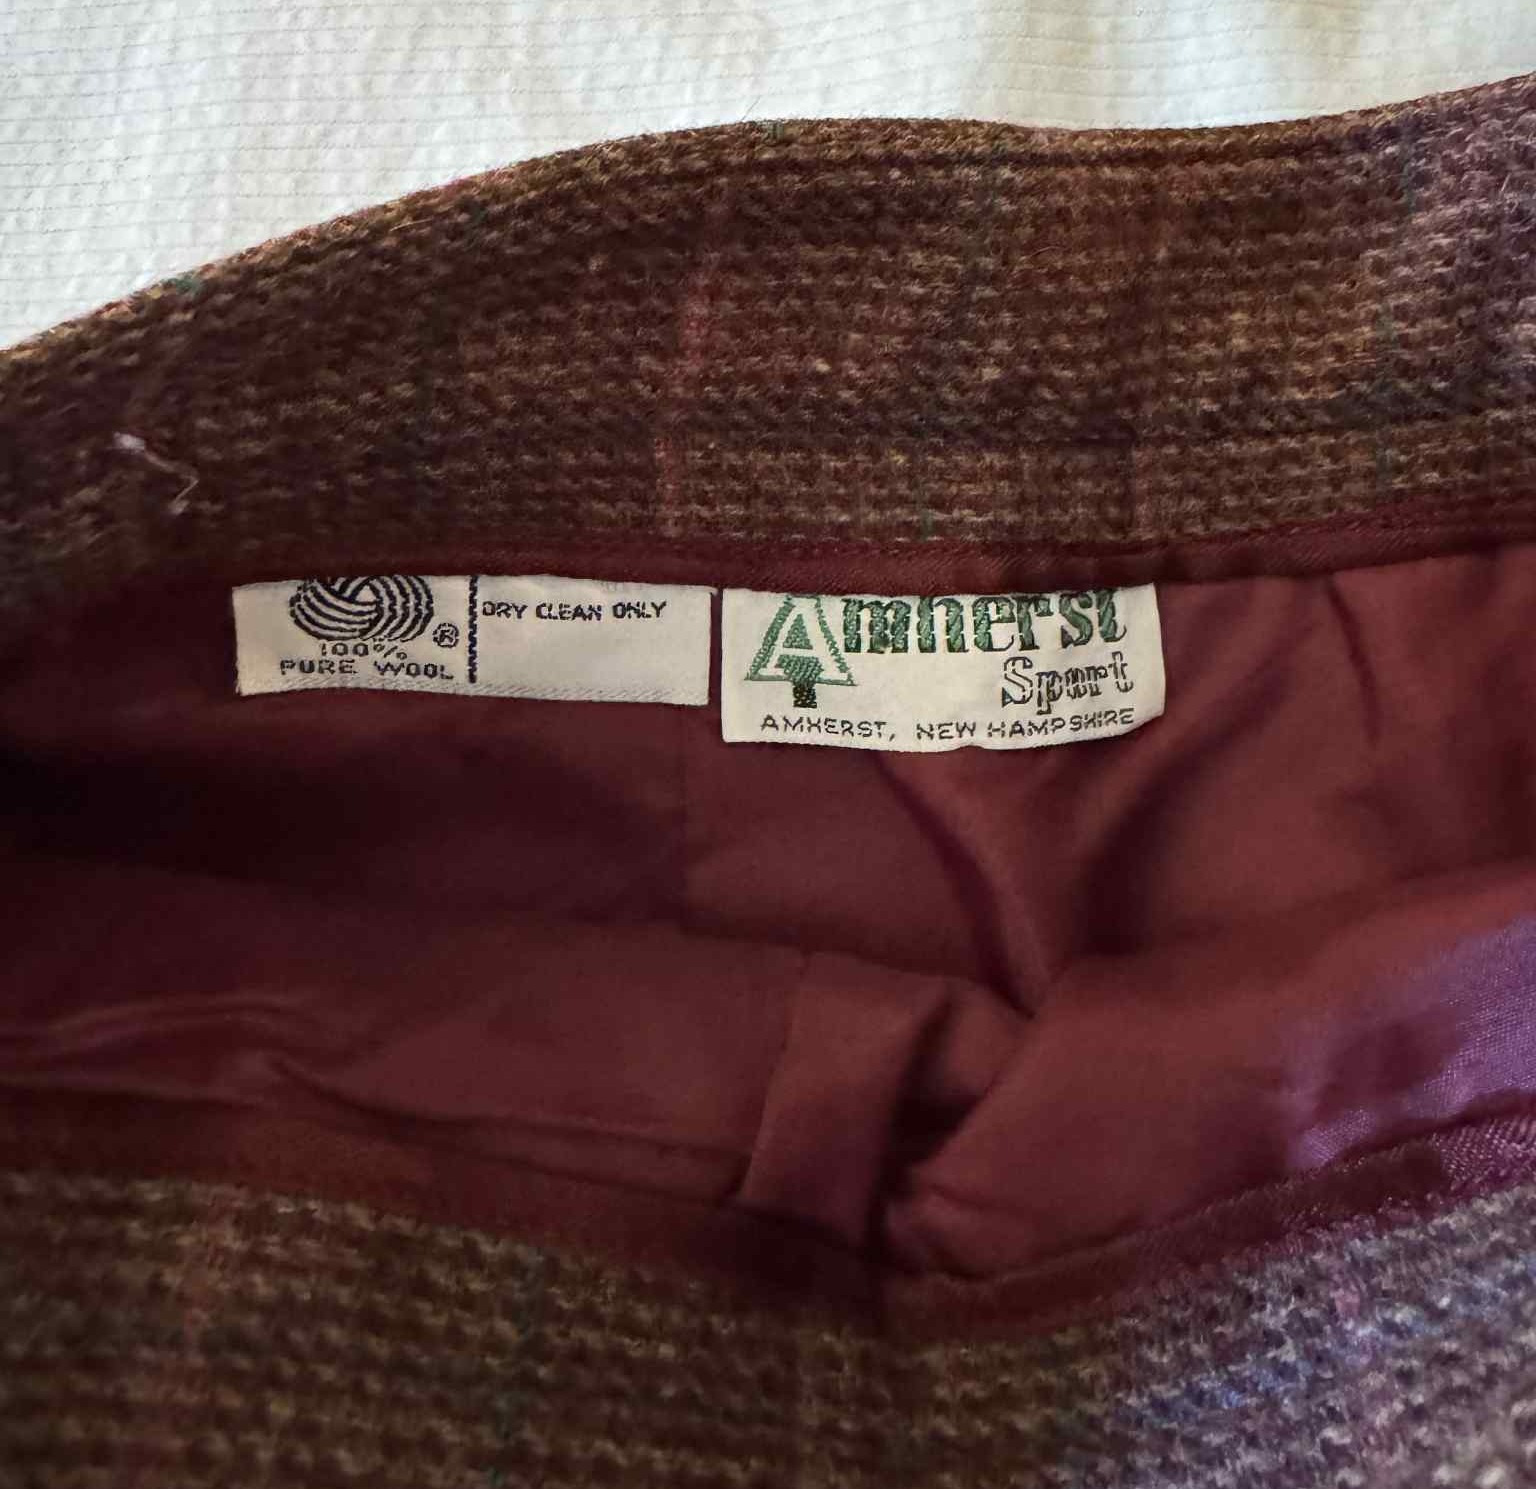 ®
100%
PURE WOOL
DRY CLEAN ONLY
Amherst
Sport
AMHERST, NEW HAMPSHIRE